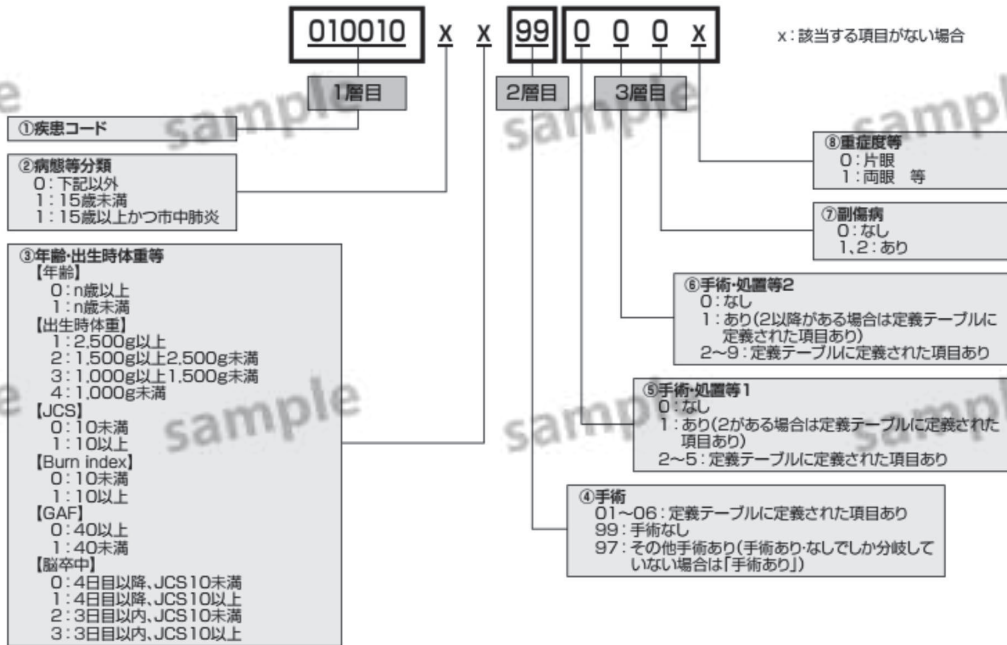 010010 x x 99 0 0 0 x
x：該当する項目がない場合
1層目
2層目
3層目
①疾患コード
②病態等分類
0：下記以外
1：15歳未満
1：15歳以上かつ市中肺炎
③年齢・出生時体重等
【年齢】
0：n歳以上
1：n歳未満
【出生時体重】
1：2,500g以上
2：1,500g以上2,500g未満
3：1,000g以上1,500g未満
4：1,000g未満
【JCS】
0：10未満
1：10以上
【Burn index】
0：10未満
1：10以上
【GAF】
0：40以上
1：40未満
【脳卒中】
0：4日目以降、JCS10未満
1：4日目以降、JCS10以上
2：3日目以内、JCS10未満
3：3日目以内、JCS10以上
⑧重症度等
0：片眼
1：両眼　等
⑦副傷病
0：なし
1,2：あり
⑥手術・処置等2
0：なし
1：あり(2以降がある場合は定義テーブルに
定義された項目あり)
2～9：定義テーブルに定義された項目あり
⑤手術・処置等1
0：なし
1：あり(2がある場合は定義テーブルに定義された
項目あり)
2～5：定義テーブルに定義された項目あり
④手術
01～06：定義テーブルに定義された項目あり
99：手術なし
97：その他手術あり(手術あり・なしでしか分岐して
いない場合は「手術あり」)
sample
sample
sample
sample
sample
sample